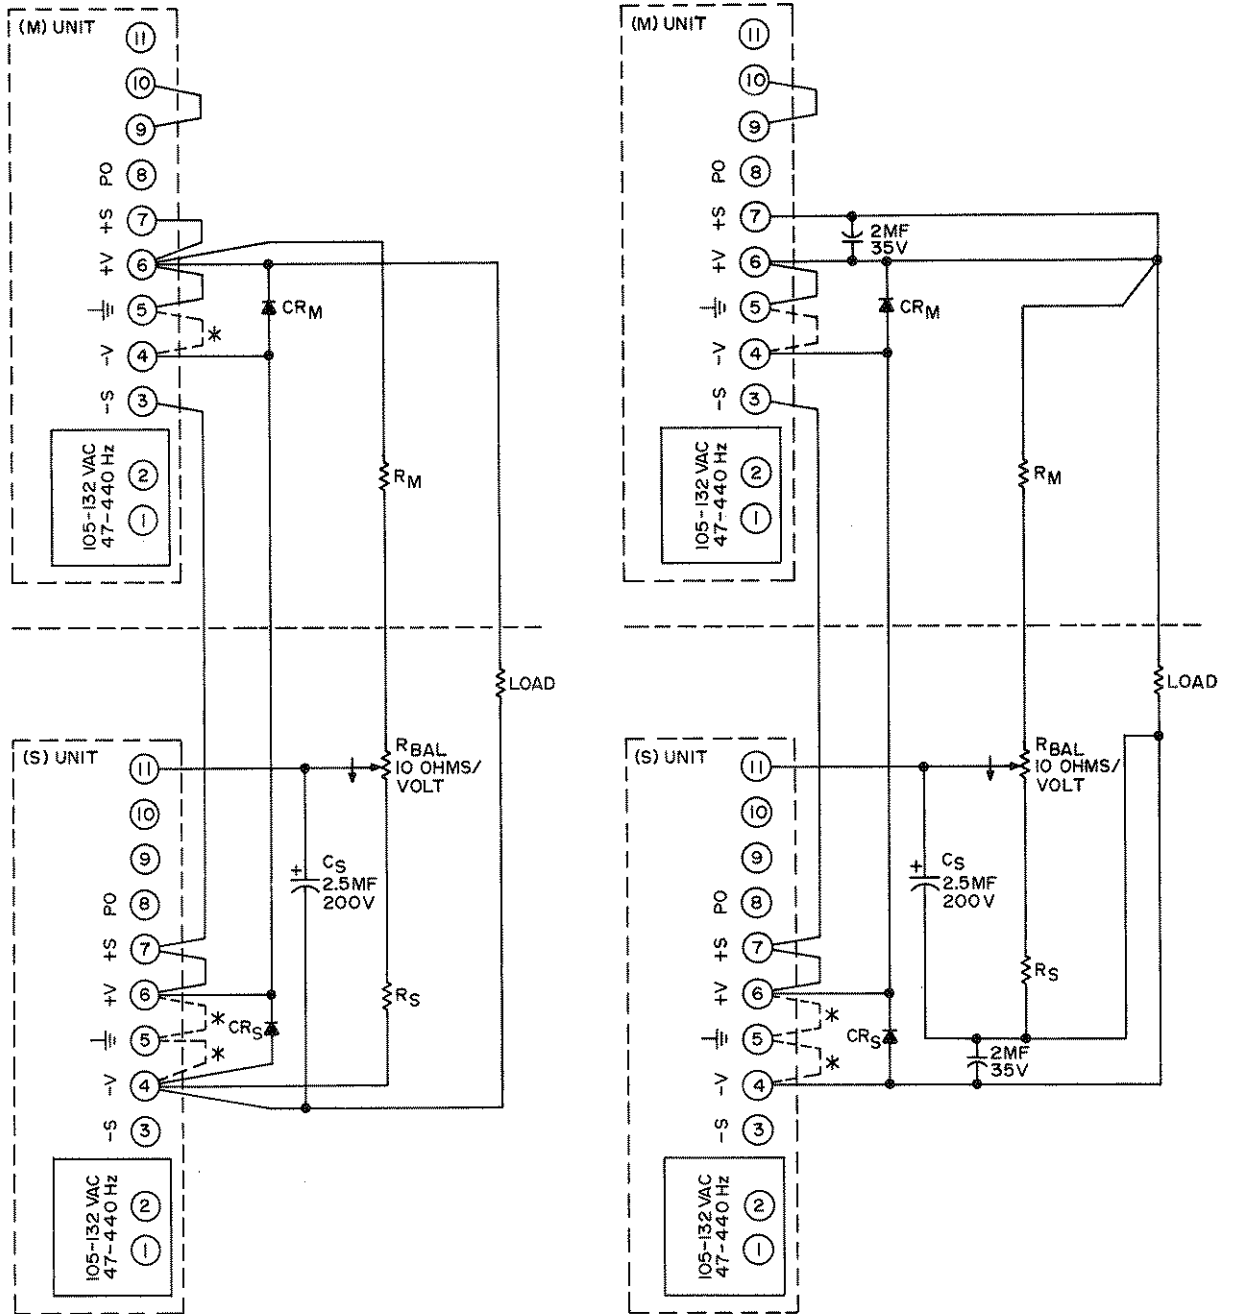 (M) UNIT
11
10
9
PO 8
+S 7
+V 6
5
-V 4
-S 3
105-132 VAC
47-440 Hz
2
1
*
CRM
RM
LOAD
(S) UNIT
11
10
9
PO 8
+S 7
+V 6
5
-V 4
-S 3
105-132 VAC
47-440 Hz
2
1
RBAL
10 OHMS/
VOLT
+ CS
2.5MF
200V
RS
*
CRS
*
(M) UNIT
11
10
9
PO 8
+S 7
+V 6
5
-V 4
-S 3
105-132 VAC
47-440 Hz
2
1
2MF
35V
CRM
RM
LOAD
(S) UNIT
11
10
9
PO 8
+S 7
+V 6
5
-V 4
-S 3
105-132 VAC
47-440 Hz
2
1
RBAL
10 OHMS/
VOLT
+ CS
2.5MF
200V
RS
*
CRS
*
2MF
35V